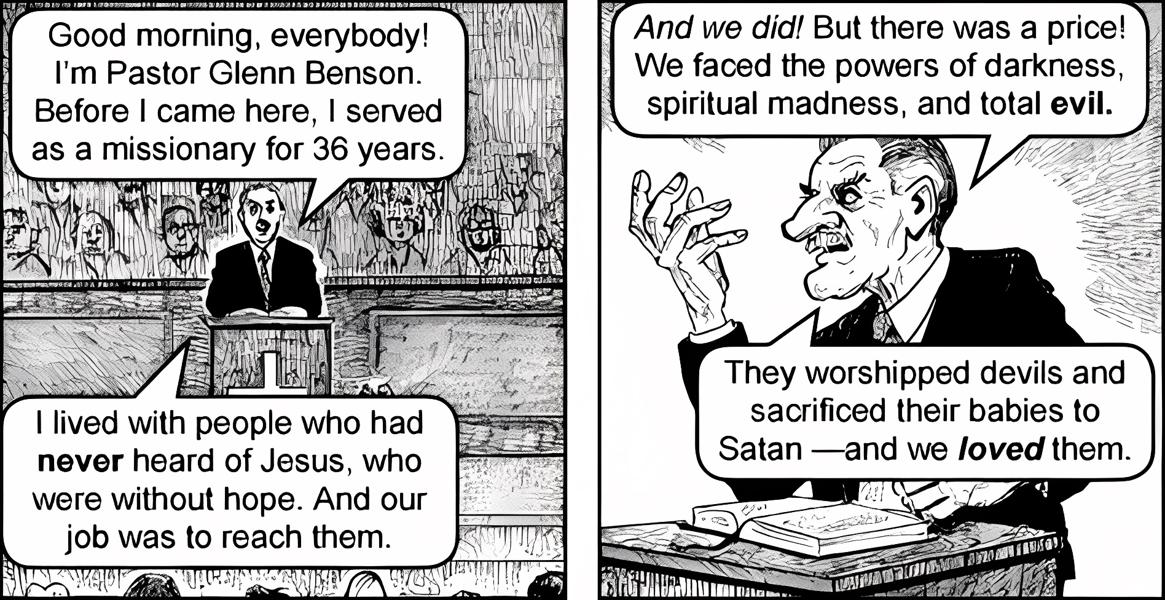 Good morning, everybody!
I'm Pastor Glenn Benson.
Before I came here, I served
as a missionary for 36 years.
I lived with people who had
never heard of Jesus, who
were without hope. And our
job was to reach them.
And we did! But there was a price!
We faced the powers of darkness,
spiritual madness, and total evil.
They worshipped devils and
sacrificed their babies to
Satan —and we loved them.